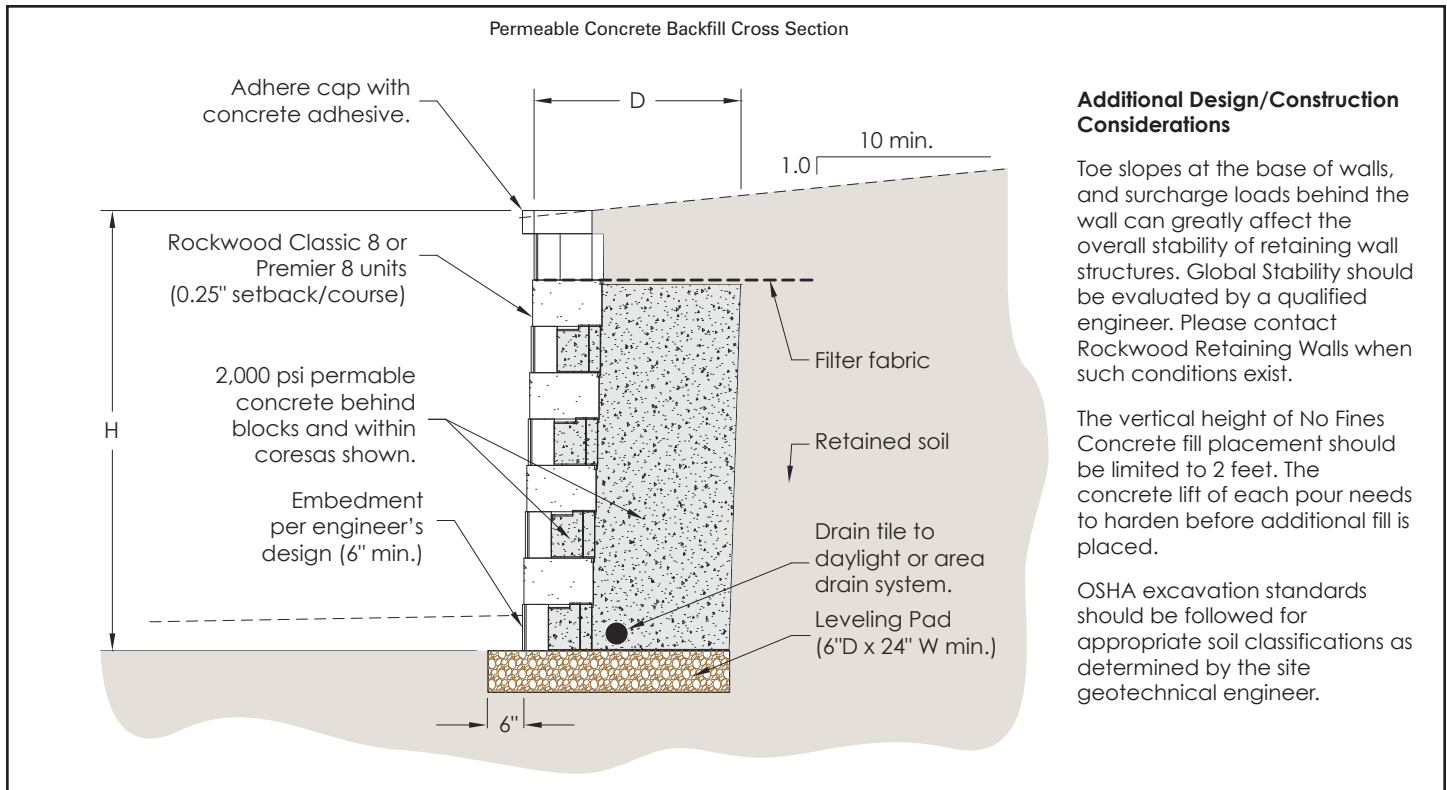 Permeable Concrete Backfill Cross Section
Adhere cap with
concrete adhesive.
D
10 min.
1.0
Rockwood Classic 8 or
Premier 8 units
(0.25" setback/course)
H
2,000 psi permable
concrete behind
blocks and within
coresas shown.
Embedment
per engineer's
design (6" min.)
6"
Filter fabric
Retained soil
Drain tile to
daylight or area
drain system.
Leveling Pad
(6"D x 24" W min.)
Additional Design/Construction
Considerations
Toe slopes at the base of walls,
and surcharge loads behind the
wall can greatly affect the
overall stability of retaining wall
structures. Global Stability should
be evaluated by a qualified
engineer. Please contact
Rockwood Retaining Walls when
such conditions exist.
The vertical height of No Fines
Concrete fill placement should
be limited to 2 feet. The
concrete lift of each pour needs
to harden before additional fill is
placed.
OSHA excavation standards
should be followed for
appropriate soil classifications as
determined by the site
geotechnical engineer.